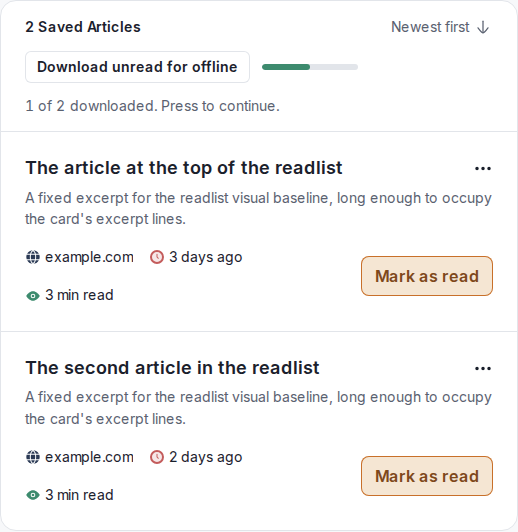 2 Saved Articles
Newest first
Download unread for offline
1 of 2 downloaded. Press to continue.
The article at the top of the readlist
A fixed excerpt for the readlist visual baseline, long enough to occupy
the card's excerpt lines.
example.com
3 days ago
3 min read
Mark as read
The second article in the readlist
A fixed excerpt for the readlist visual baseline, long enough to occupy
the card's excerpt lines.
example.com
2 days ago
3 min read
Mark as read